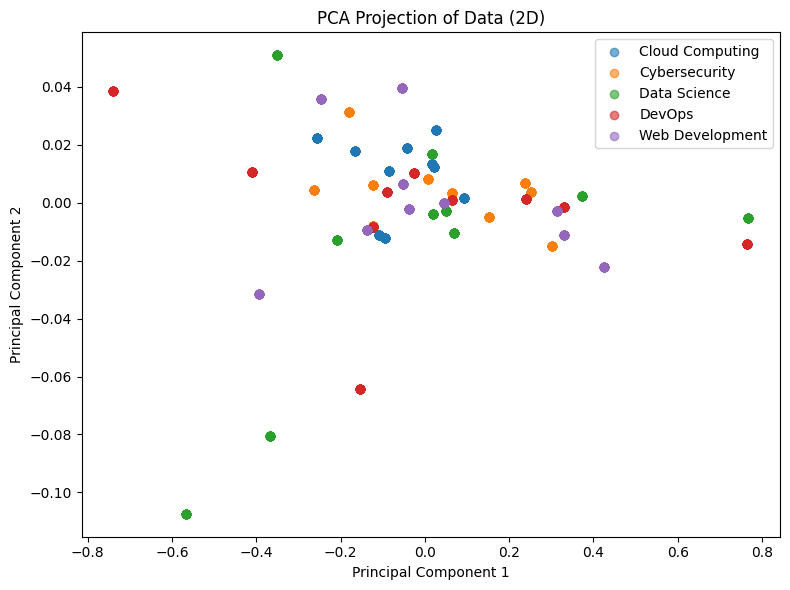 PCA Projection of Data (2D)
Cloud Computing
Cybersecurity
Data Science
DevOps
Web Development
Principal Component 2
0.04
0.02
0.00
−0.02
−0.04
−0.06
−0.08
−0.10
−0.8
−0.6
−0.4
−0.2
0.0
0.2
0.4
0.6
0.8
Principal Component 1